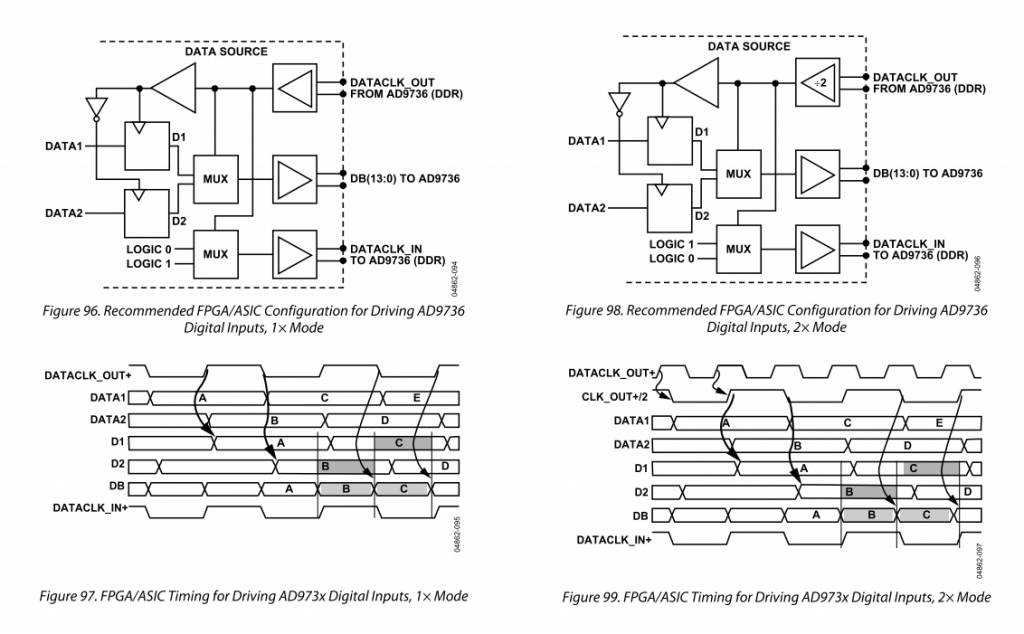 DATA SOURCE
DATACLK_OUT
FROM AD9736 (DDR)
DATA1
D1
MUX
DB(13:0) TO AD9736
DATA2
D2
LOGIC 0
LOGIC 1
MUX
DATACLK_IN
TO AD9736 (DDR)
04862-094
Figure 96. Recommended FPGA/ASIC Configuration for Driving AD9736
Digital Inputs, 1× Mode
DATA SOURCE
÷2
DATACLK_OUT
FROM AD9736 (DDR)
DATA1
D1
MUX
DB(13:0) TO AD9736
DATA2
D2
LOGIC 1
LOGIC 0
MUX
DATACLK_IN
TO AD9736 (DDR)
04862-096
Figure 98. Recommended FPGA/ASIC Configuration for Driving AD9736
Digital Inputs, 2× Mode
DATACLK_OUT+
DATA1 A C E
DATA2 B D
D1 A C
D2 B D
DB A B C
DATACLK_IN+
04862-095
Figure 97. FPGA/ASIC Timing for Driving AD973x Digital Inputs, 1× Mode
DATACLK_OUT+
CLK_OUT+/2
DATA1 A C E
DATA2 B D
D1 A C
D2 B D
DB A B C
DATACLK_IN+
04862-097
Figure 99. FPGA/ASIC Timing for Driving AD973x Digital Inputs, 2× Mode